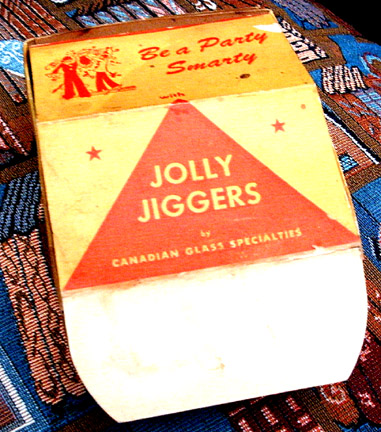 Be a Party
Smarty
with
JOLLY
JIGGERS
by
CANADIAN GLASS SPECIALTIES